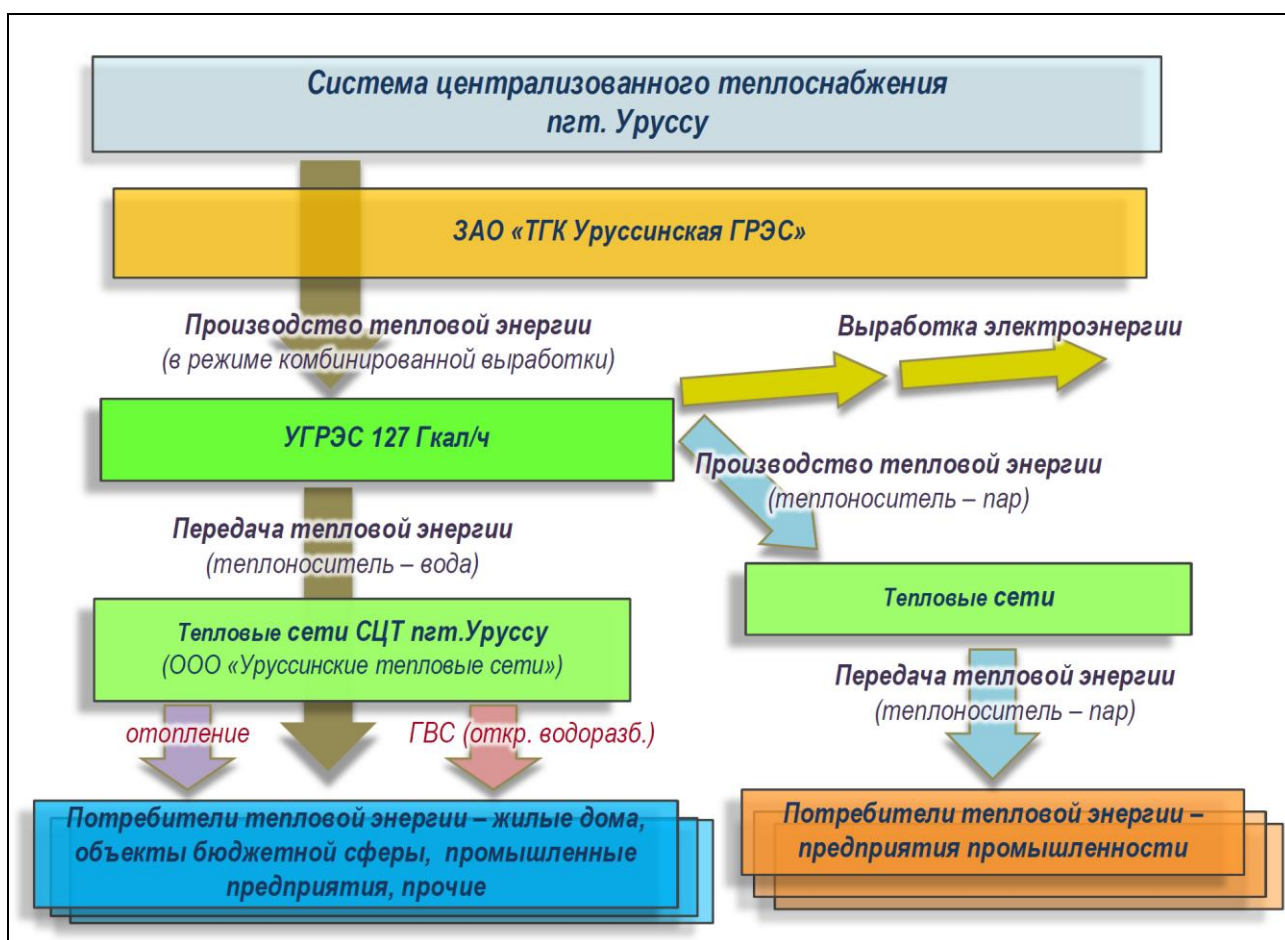 Система централизованного теплоснабжения
пгт. Уруссу
ЗАО «ТГК Уруссинская ГРЭС»
Производство тепловой энергии
(в режиме комбинированной выработки)
Выработка электроэнергии
УГРЭС 127 Гкал/ч
Производство тепловой энергии
(теплоноситель – пар)
Передача тепловой энергии
(теплоноситель – вода)
Тепловые сети
Тепловые сети СЦТ пгт.Уруссу
(ООО «Уруссинские тепловые сети»)
Передача тепловой энергии
(теплоноситель – пар)
отопление
ГВС (откр. водоразб.)
Потребители тепловой энергии – жилые дома,
объекты бюджетной сферы, промышленные
предприятия, прочие
Потребители тепловой энергии –
предприятия промышленности